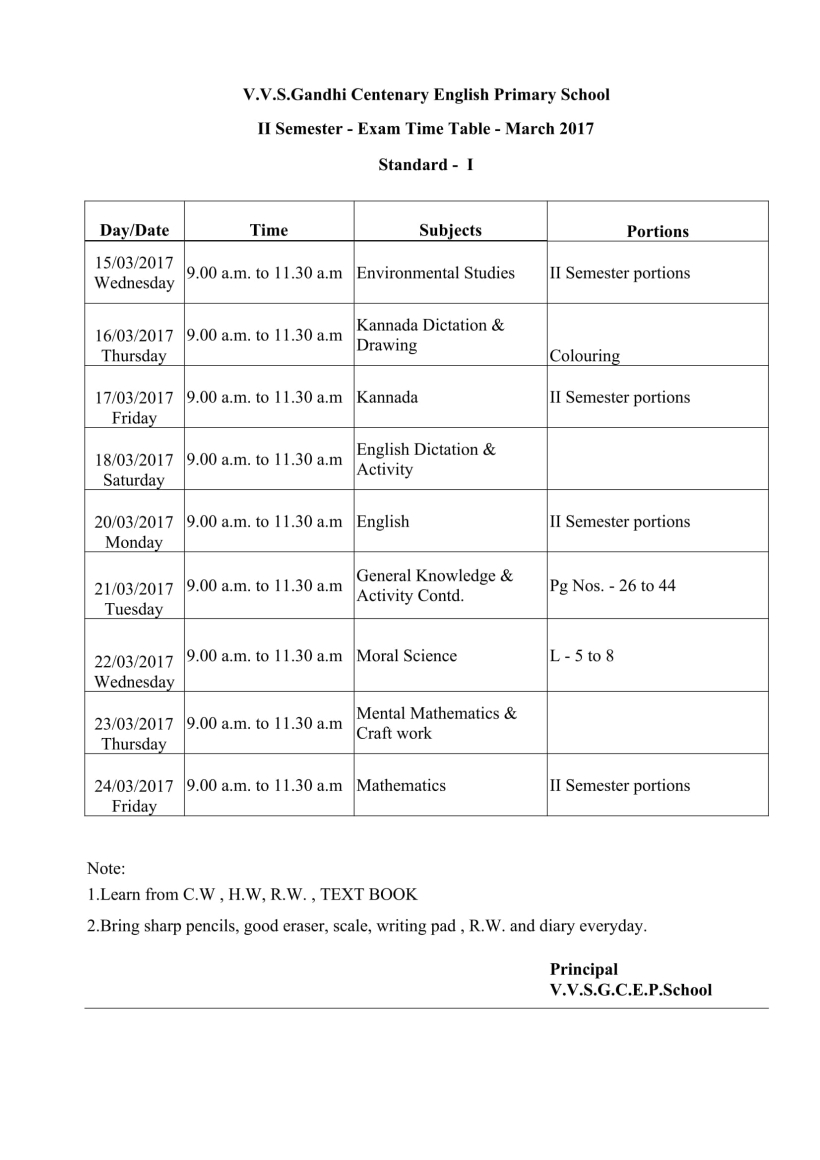 V.V.S.Gandhi Centenary English Primary School
II Semester - Exam Time Table - March 2017
Standard - I
Day/Date Time Subjects Portions
15/03/2017
Wednesday 9.00 a.m. to 11.30 a.m Environmental Studies II Semester portions
16/03/2017
Thursday 9.00 a.m. to 11.30 a.m Kannada Dictation &
Drawing
Colouring
17/03/2017 9.00 a.m. to 11.30 a.m Kannada II Semester portions
Friday
18/03/2017
Saturday 9.00 a.m. to 11.30 a.m English Dictation &
Activity
20/03/2017 9.00 a.m. to 11.30 a.m English II Semester portions
Monday
21/03/2017
Tuesday 9.00 a.m. to 11.30 a.m General Knowledge &
Activity Contd.
Pg Nos. - 26 to 44
22/03/2017 9.00 a.m. to 11.30 a.m Moral Science L - 5 to 8
Wednesday
23/03/2017
Thursday 9.00 a.m. to 11.30 a.m Mental Mathematics &
Craft work
24/03/2017 9.00 a.m. to 11.30 a.m Mathematics II Semester portions
Friday
Note:
1.Learn from C.W , H.W, R.W. , TEXT BOOK
2.Bring sharp pencils, good eraser, scale, writing pad , R.W. and diary everyday.
Principal
V.V.S.G.C.E.P.School